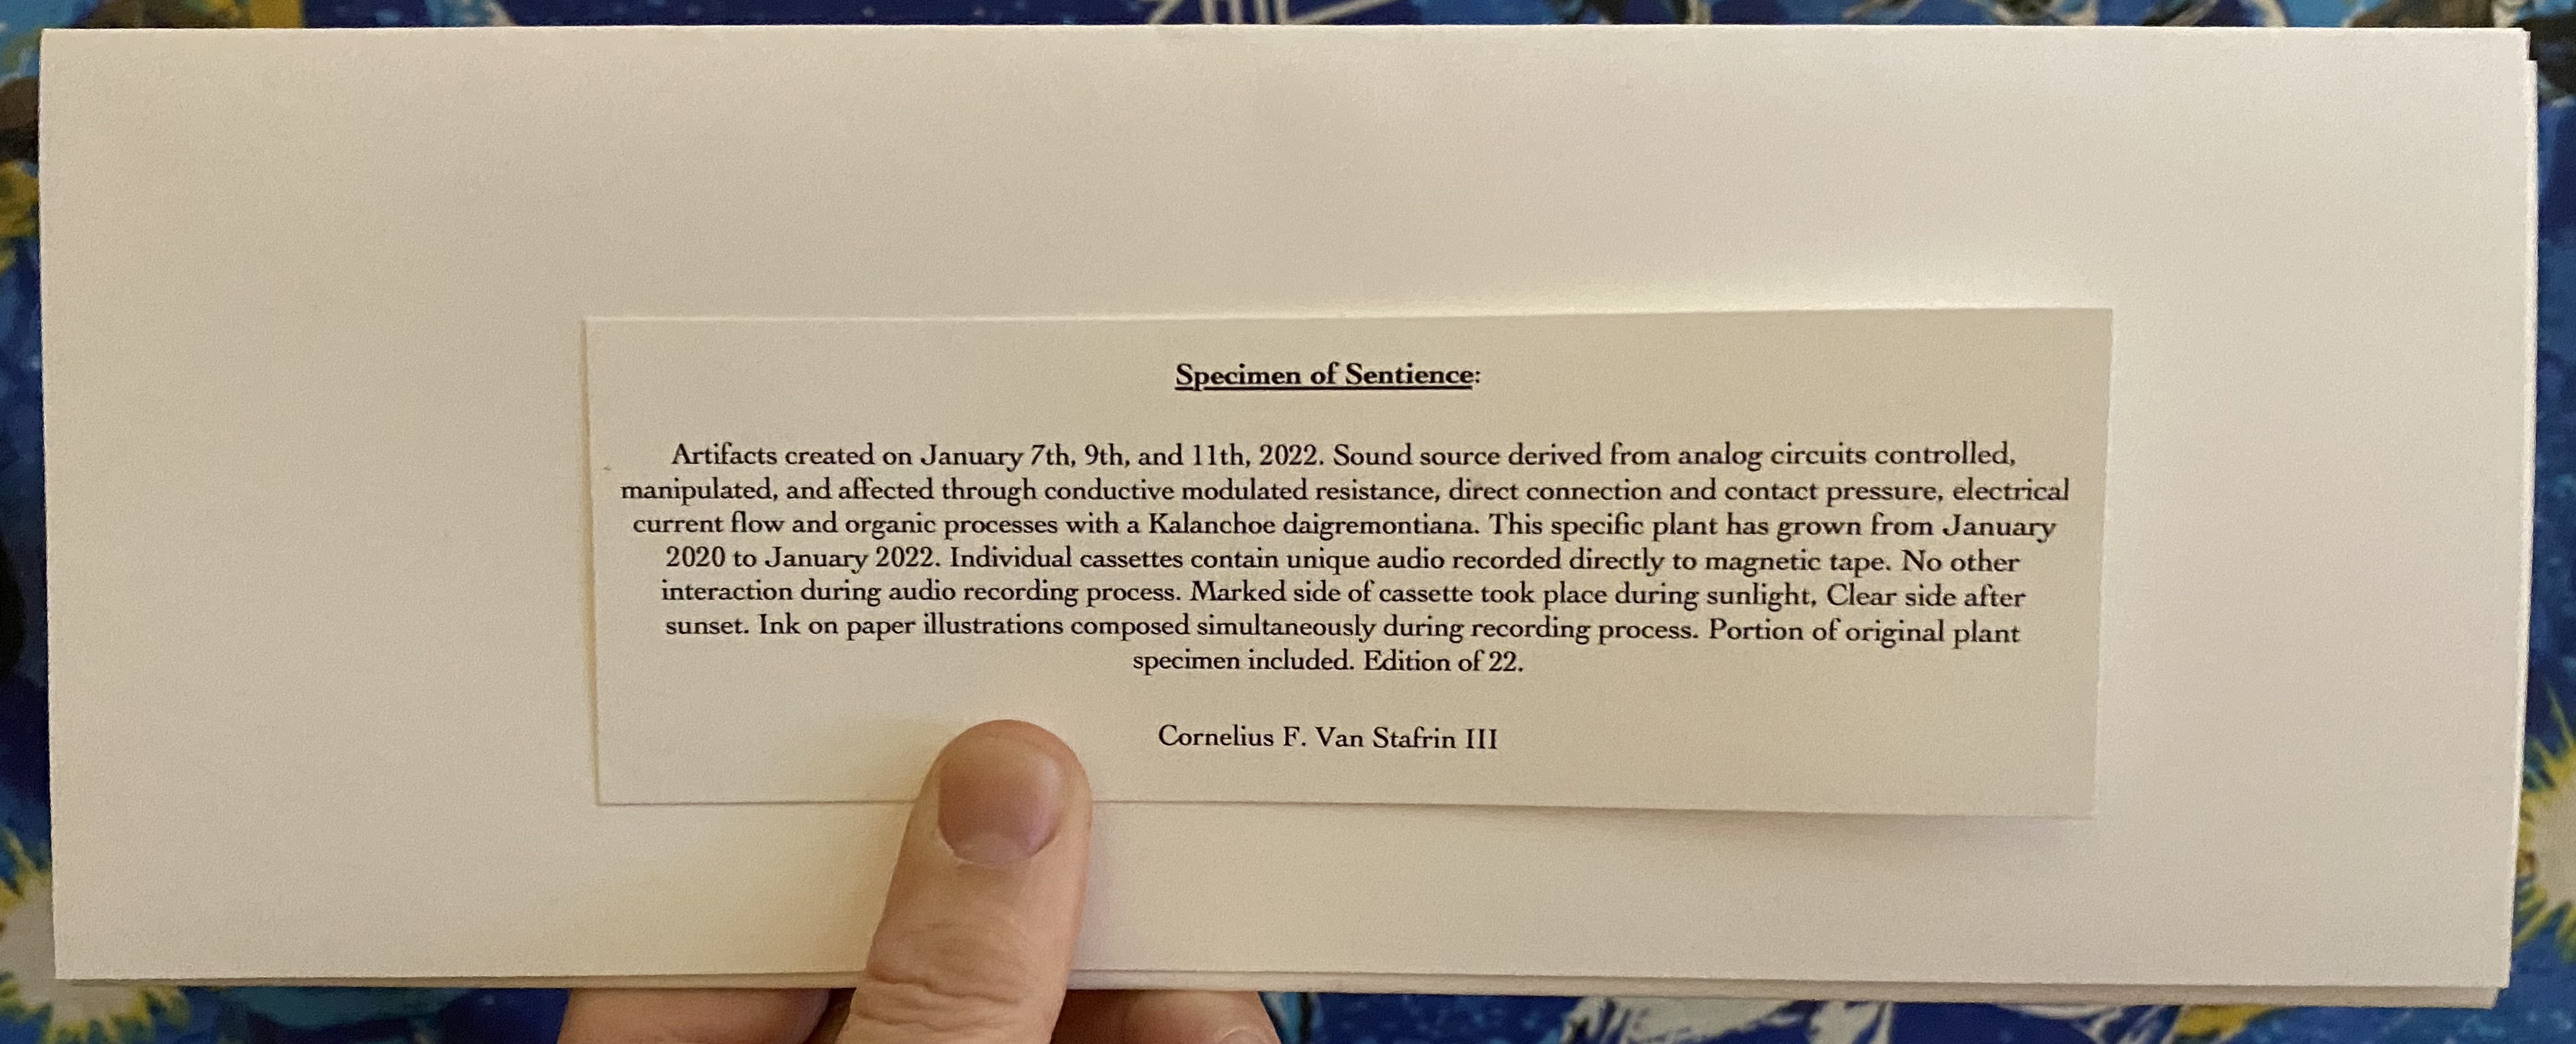 Specimen of Sentience:
Artifacts created on January 7th, 9th, and 11th, 2022. Sound source derived from analog circuits controlled,
manipulated, and affected through conductive modulated resistance, direct connection and contact pressure, electrical
current flow and organic processes with a Kalanchoe daigremontiana. This specific plant has grown from January
2020 to January 2022. Individual cassettes contain unique audio recorded directly to magnetic tape. No other
interaction during audio recording process. Marked side of cassette took place during sunlight, Clear side after
sunset. Ink on paper illustrations composed simultaneously during recording process. Portion of original plant
specimen included. Edition of 22.
Cornelius F. Van Stafrin III